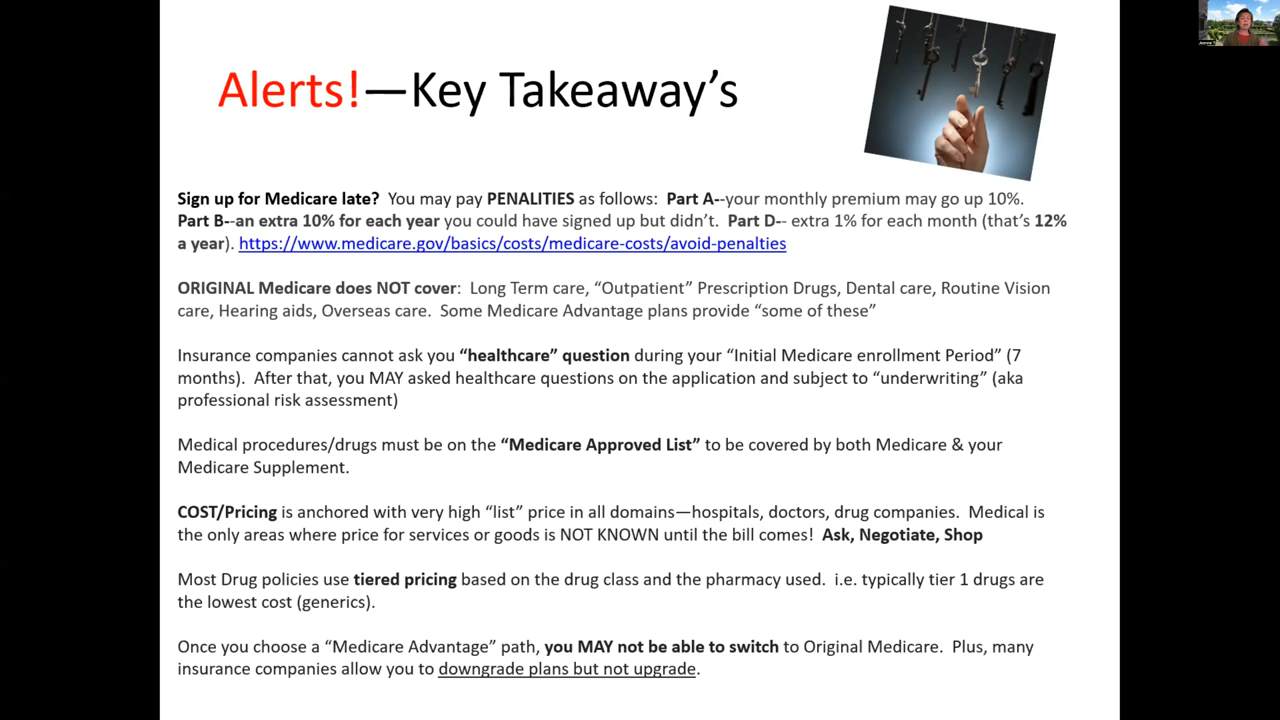 Alerts!—Key Takeaway's
Sign up for Medicare late? You may pay PENALITIES as follows: Part A--your monthly premium may go up 10%.
Part B--an extra 10% for each year you could have signed up but didn't. Part D-- extra 1% for each month (that's 12%
a year). https://www.medicare.gov/basics/costs/medicare-costs/avoid-penalties
ORIGINAL Medicare does NOT cover: Long Term care, “Outpatient” Prescription Drugs, Dental care, Routine Vision
care, Hearing aids, Overseas care. Some Medicare Advantage plans provide “some of these”
Insurance companies cannot ask you “healthcare” question during your “Initial Medicare enrollment Period” (7
months). After that, you MAY asked healthcare questions on the application and subject to “underwriting” (aka
professional risk assessment)
Medical procedures/drugs must be on the “Medicare Approved List” to be covered by both Medicare & your
Medicare Supplement.
COST/Pricing is anchored with very high “list” price in all domains—hospitals, doctors, drug companies. Medical is
the only areas where price for services or goods is NOT KNOWN until the bill comes! Ask, Negotiate, Shop
Most Drug policies use tiered pricing based on the drug class and the pharmacy used. i.e. typically tier 1 drugs are
the lowest cost (generics).
Once you choose a “Medicare Advantage” path, you MAY not be able to switch to Original Medicare. Plus, many
insurance companies allow you to downgrade plans but not upgrade.